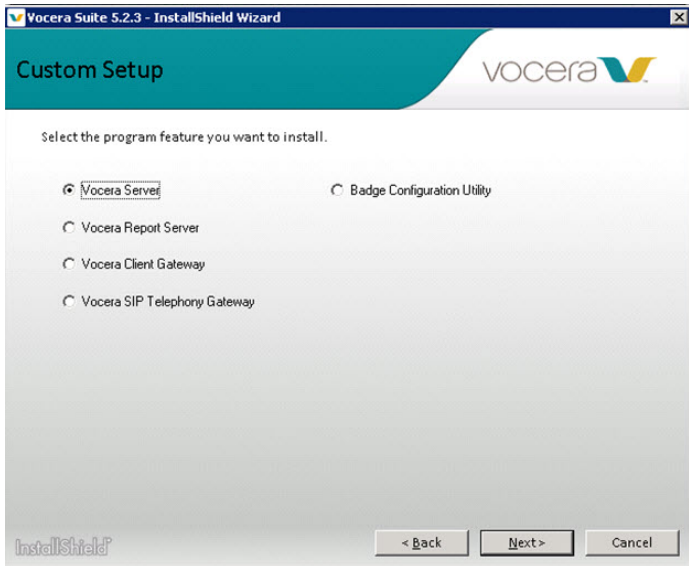 Vocera Suite 5.2.3 - InstallShield Wizard
Custom Setup
vocera
Select the program feature you want to install.
Vocera Server
Badge Configuration Utility
Vocera Report Server
Vocera Client Gateway
Vocera SIP Telephony Gateway
InstallShield
< Back
Next >
Cancel